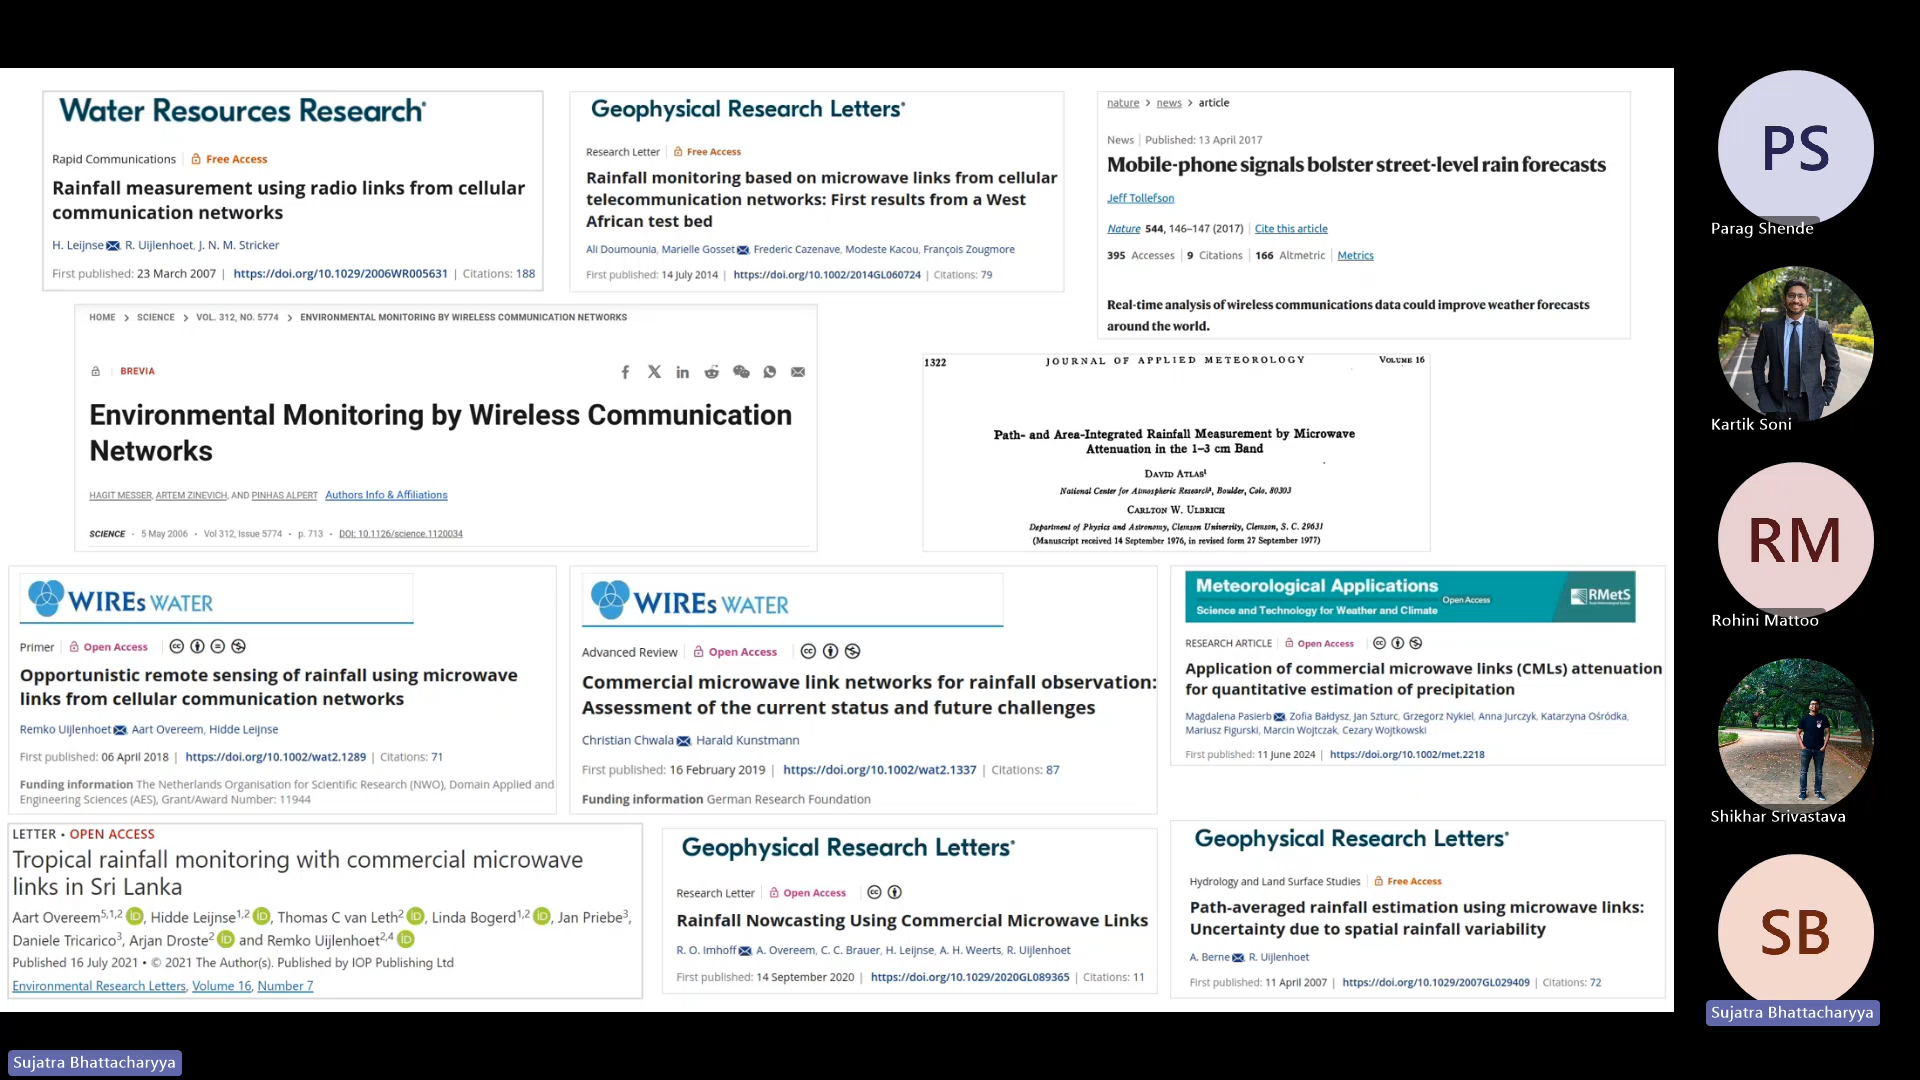 Water Resources Research
Rapid Communications | Free Access
Rainfall measurement using radio links from cellular
communication networks
H. Leijnse, R. Uijlenhoet, J. N. M. Stricker
First published: 23 March 2007 | https://doi.org/10.1029/2006WR005631 | Citations: 188
Geophysical Research Letters
Research Letter | Free Access
Rainfall monitoring based on microwave links from cellular
telecommunication networks: First results from a West
African test bed
Ali Doumounia, Marielle Gosset, Frederic Cazenave, Modeste Kacou, François Zougmore
First published: 14 July 2014 | https://doi.org/10.1002/2014GL060724 | Citations: 79
nature > news > article
News | Published: 13 April 2017
Mobile-phone signals bolster street-level rain forecasts
Jeff Tollefson
Nature 544, 146–147 (2017) | Cite this article
395 Accesses | 9 Citations | 166 Altmetric | Metrics
Real-time analysis of wireless communications data could improve weather forecasts
around the world.
HOME > SCIENCE > VOL. 312, NO. 5774 > ENVIRONMENTAL MONITORING BY WIRELESS COMMUNICATION NETWORKS
BREVIA
Environmental Monitoring by Wireless Communication
Networks
HAGIT MESSER, ARTEM ZINEVICH, AND PINHAS ALPERT Authors Info & Affiliations
SCIENCE · 5 May 2006 · Vol 312, Issue 5774 · p. 713 · DOI: 10.1126/science.1120034
1322 JOURNAL OF APPLIED METEOROLOGY VOLUME 16
Path- and Area-Integrated Rainfall Measurement by Microwave
Attenuation in the 1–3 cm Band
DAVID ATLAS¹
National Center for Atmospheric Research², Boulder, Colo. 80303
CARLTON W. ULBRICH
Department of Physics and Astronomy, Clemson University, Clemson, S. C. 29631
(Manuscript received 14 September 1976, in revised form 27 September 1977)
WIREs WATER
Primer | Open Access
Opportunistic remote sensing of rainfall using microwave
links from cellular communication networks
Remko Uijlenhoet, Aart Overeem, Hidde Leijnse
First published: 06 April 2018 | https://doi.org/10.1002/wat2.1289 | Citations: 71
Funding information The Netherlands Organisation for Scientific Research (NWO), Domain Applied and
Engineering Sciences (AES), Grant/Award Number: 11944
WIREs WATER
Advanced Review | Open Access
Commercial microwave link networks for rainfall observation:
Assessment of the current status and future challenges
Christian Chwala, Harald Kunstmann
First published: 16 February 2019 | https://doi.org/10.1002/wat2.1337 | Citations: 87
Funding information German Research Foundation
Meteorological Applications
Open Access
Science and Technology for Weather and Climate
RMetS
RESEARCH ARTICLE | Open Access
Application of commercial microwave links (CMLs) attenuation
for quantitative estimation of precipitation
Magdalena Pasierb, Zofia Bałdysz, Jan Szturc, Grzegorz Nykiel, Anna Jurczyk, Katarzyna Ośródka,
Mariusz Figurski, Marcin Wojtczak, Cezary Wojtkowski
First published: 11 June 2024 | https://doi.org/10.1002/met.2218
LETTER • OPEN ACCESS
Tropical rainfall monitoring with commercial microwave
links in Sri Lanka
Aart Overeem5,1,2, Hidde Leijnse1,2, Thomas C van Leth2, Linda Bogerd1,2, Jan Priebe3,
Daniele Tricarico3, Arjan Droste2 and Remko Uijlenhoet2,4
Published 16 July 2021 • © 2021 The Author(s). Published by IOP Publishing Ltd
Environmental Research Letters, Volume 16, Number 7
Geophysical Research Letters
Research Letter | Open Access
Rainfall Nowcasting Using Commercial Microwave Links
R. O. Imhoff, A. Overeem, C. C. Brauer, H. Leijnse, A. H. Weerts, R. Uijlenhoet
First published: 14 September 2020 | https://doi.org/10.1029/2020GL089365 | Citations: 11
Geophysical Research Letters
Hydrology and Land Surface Studies | Free Access
Path-averaged rainfall estimation using microwave links:
Uncertainty due to spatial rainfall variability
A. Berne, R. Uijlenhoet
First published: 11 April 2007 | https://doi.org/10.1029/2007GL029409 | Citations: 72
PS
Parag Shende
Kartik Soni
RM
Rohini Mattoo
Shikhar Srivastava
SB
Sujatra Bhattacharyya
Sujatra Bhattacharyya